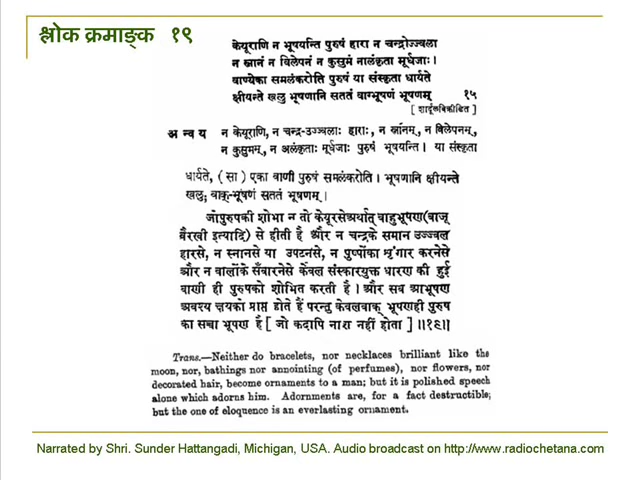 श्लोक क्रमाङ्क १९
केयूराणि न भूषयन्ति पुरुषं हारा न चन्द्रोज्ज्वला
न स्नानं न विलेपनं न कुसुमं नालंकृता मूर्धजाः।
वाण्येका समलंकरोति पुरुषं या संस्कृता धार्यते
क्षीयन्ते खलु भूषणानि सततं वाग्भूषणं भूषणम् १५
[ शार्दूलविक्रीडित ]
अ न्व य न केयूराणि, न चन्द्र-उज्ज्वलाः हाराः, न स्नानम्, न विलेपनम्,
न कुसुमम्, न अलंकृताः मूर्धजाः पुरुषं भूषयन्ति। या संस्कृता
धार्यते, (सा) एका वाणी पुरुषं समलंकरोति। भूषणानि क्षीयन्ते
खलु; वाक्-भूषणं सततं भूषणम्।
जोपुरुषकी शोभा न तो केयूरसेअर्थात् बाहुभूषण(बाजू
बैरखी इत्यादि) से होती है और न चन्द्रके समान उज्ज्वल
हारसे, न स्नानसे या उपटनसे, न पुष्पोंका शृंगार करनेसे
और न बालोंके सँवारनेसे केवल संस्कारयुक्त धारण की हुई
वाणी ही पुरुषको शोभित करती है। और सब आभूषण
अवश्य क्षयको प्राप्त होते हैं परन्तु केवलवाक् भूषणही पुरुष
का सच्चा भूषण है [ जो कदापि नाश नहीं होता ] ॥१९॥
Trans.—Neither do bracelets, nor necklaces brilliant like the
moon, nor, bathings nor annointing (of perfumes), nor flowers, nor
decorated hair, become ornaments to a man; but it is polished speech
alone which adorns him. Adornments are, for a fact destructible;
but the one of eloquence is an everlasting ornament.
Narrated by Shri. Sunder Hattangadi, Michigan, USA. Audio broadcast on http://www.radiochetana.com